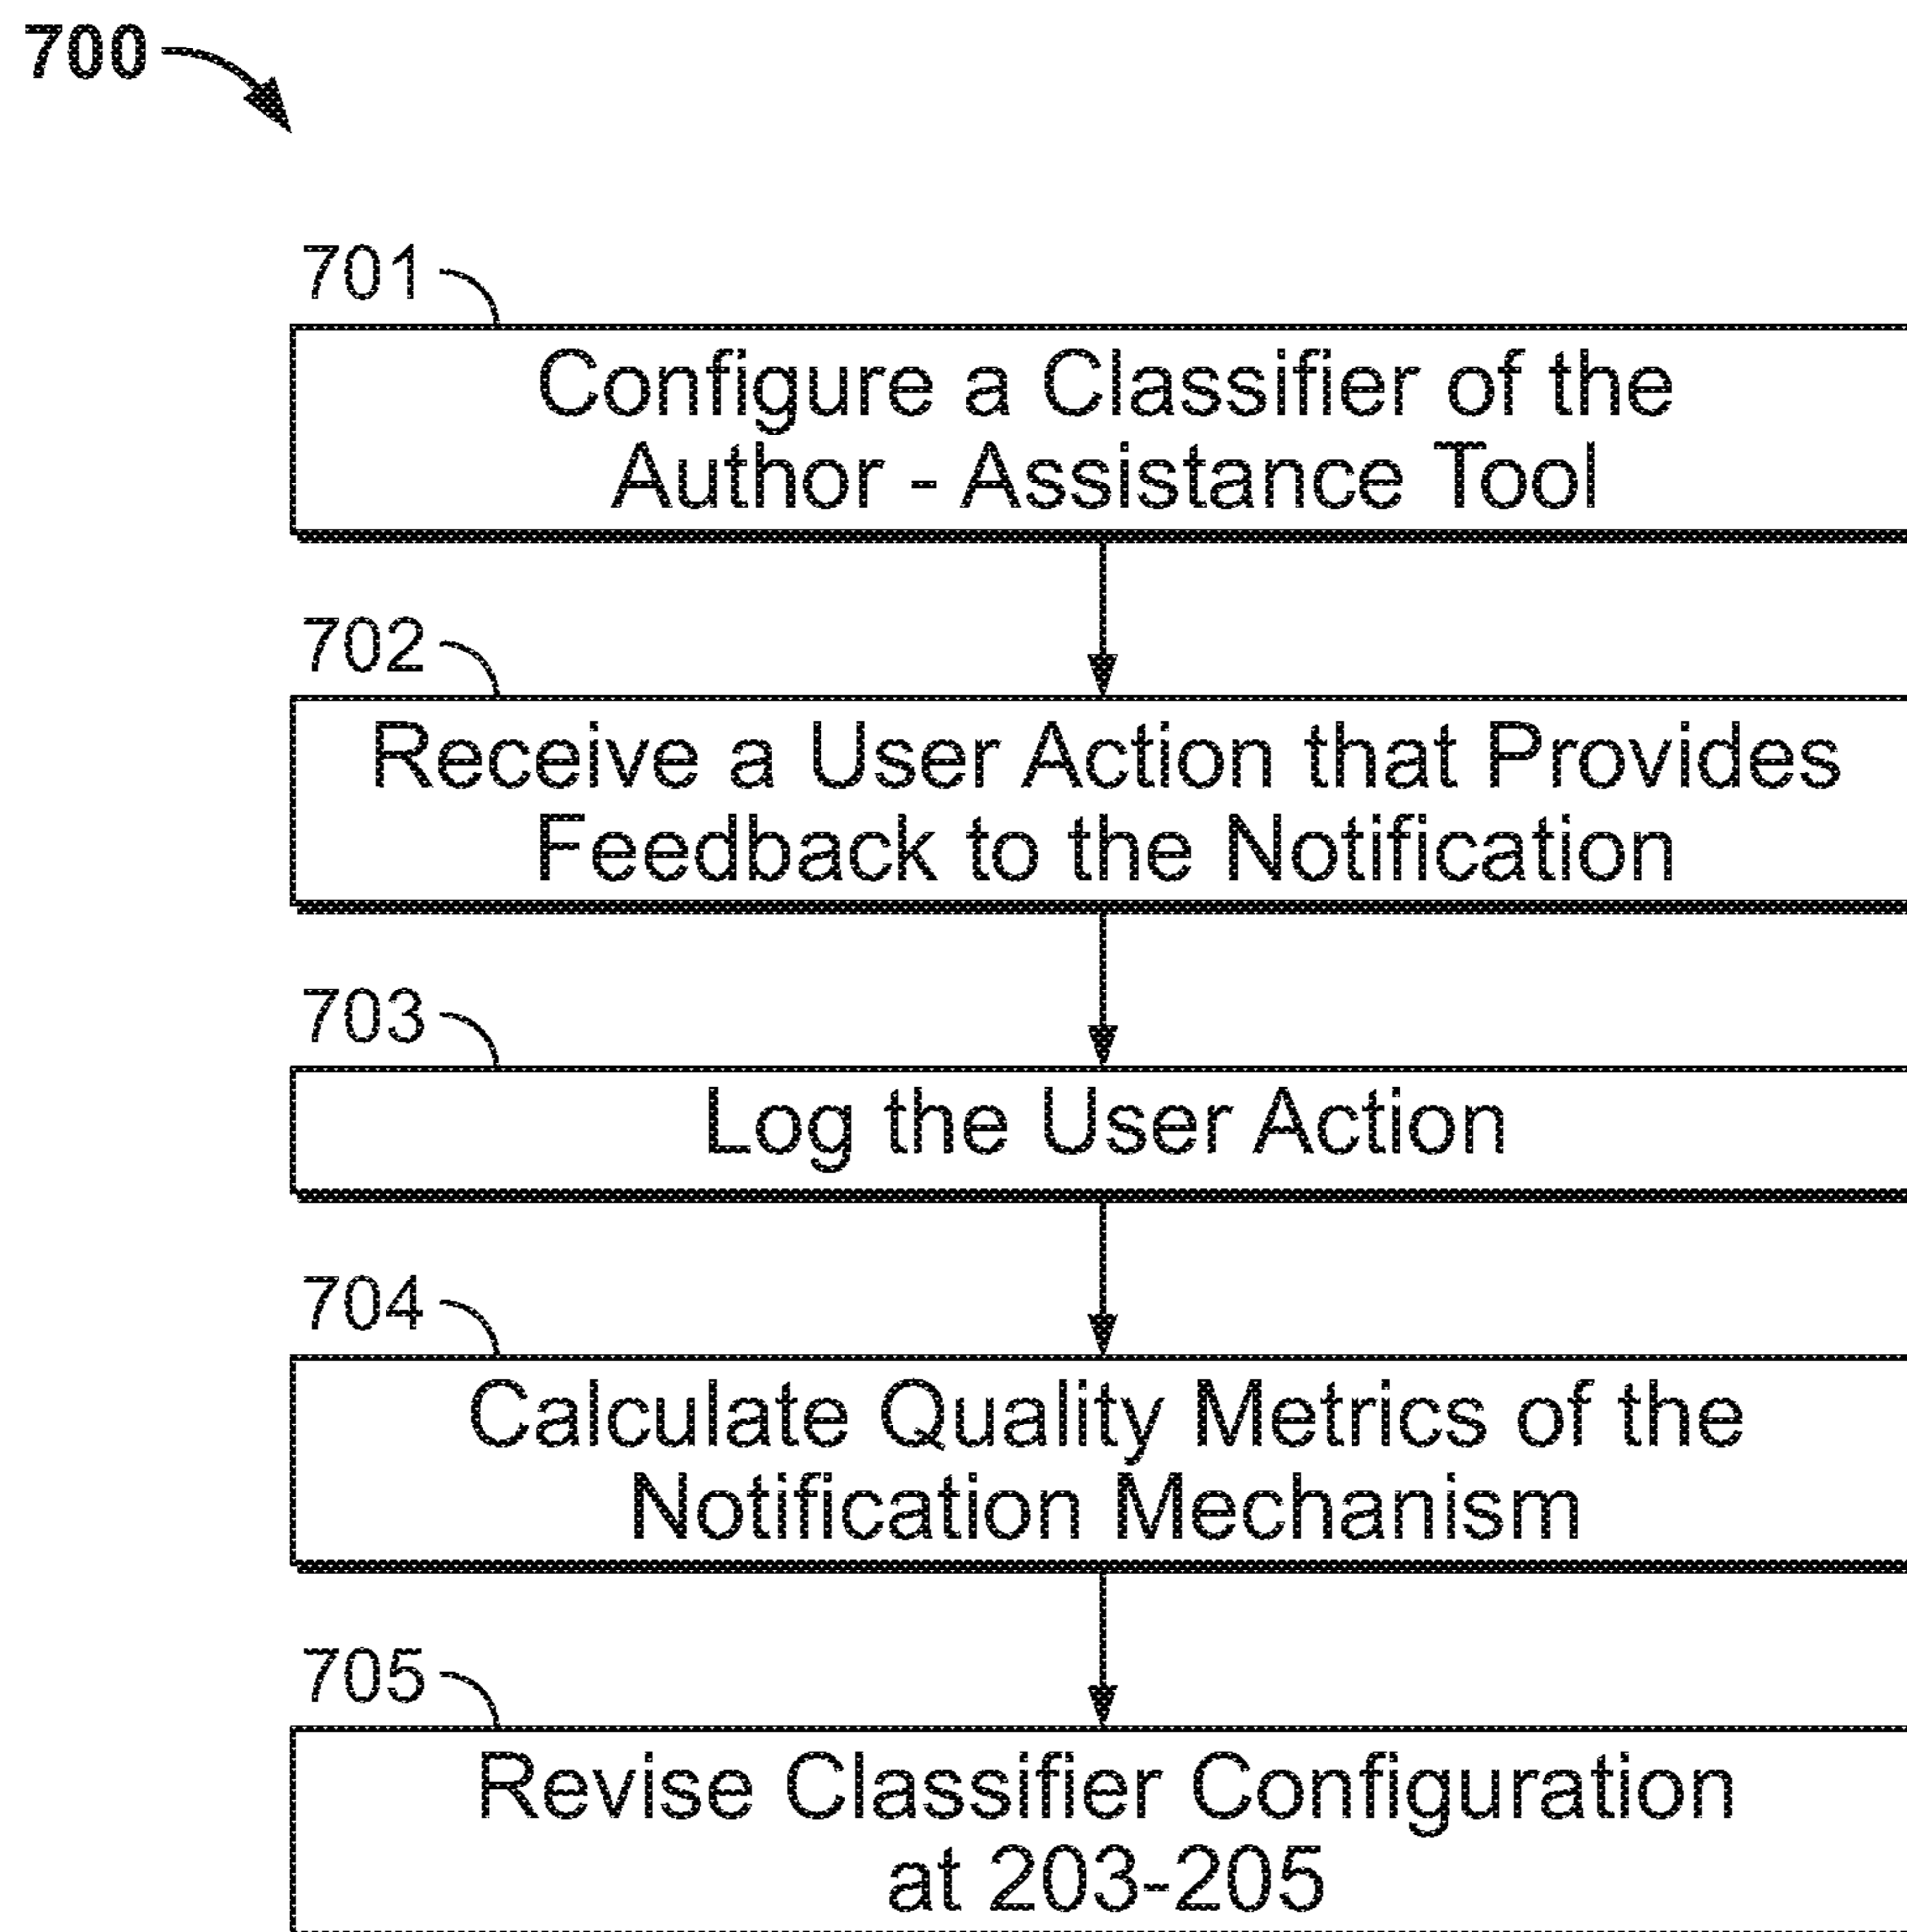 700
701
Configure a Classifier of the
Author - Assistance Tool
702
Receive a User Action that Provides
Feedback to the Notification
703
Log the User Action
704
Calculate Quality Metrics of the
Notification Mechanism
705
Revise Classifier Configuration
at 203-205